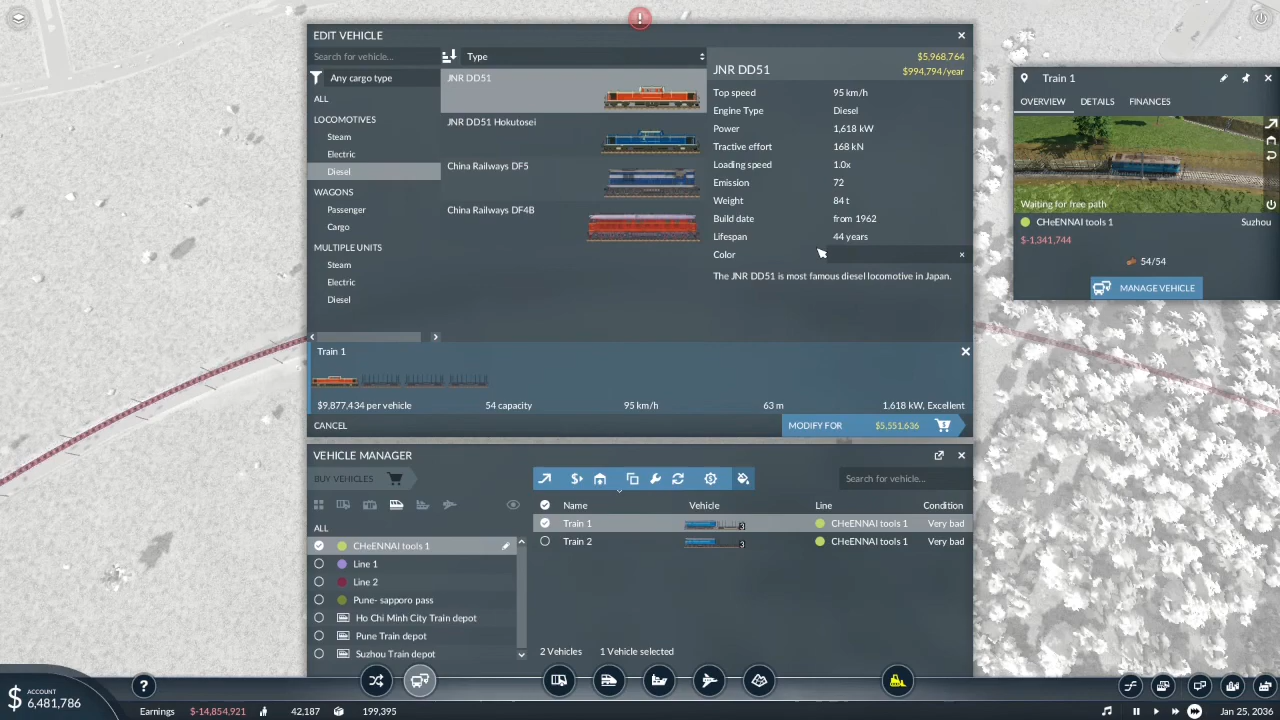 EDIT VEHICLE
Search for vehicle...
Type
Any cargo type
ALL
LOCOMOTIVES
Steam
Electric
Diesel
WAGONS
Passenger
Cargo
MULTIPLE UNITS
Steam
Electric
Diesel
JNR DD51
JNR DD51 Hokutosei
China Railways DF5
China Railways DF4B
$5,968,764
JNR DD51
$994,794/year
Top speed 95 km/h
Engine Type Diesel
Power 1,618 kW
Tractive effort 168 kN
Loading speed 1.0x
Emission 72
Weight 84 t
Build date from 1962
Lifespan 44 years
Color
The JNR DD51 is most famous diesel locomotive in Japan.
Train 1
$9,877,434 per vehicle 54 capacity 95 km/h 63 m 1,618 kW, Excellent
CANCEL
MODIFY FOR $5,551,636
Train 1
OVERVIEW DETAILS FINANCES
Waiting for free path
CHeENNAI tools 1 Suzhou
$-1,341,744
54/54
MANAGE VEHICLE
VEHICLE MANAGER
BUY VEHICLES
Search for vehicle...
ALL
CHeENNAI tools 1
Line 1
Line 2
Pune- sapporo pass
Ho Chi Minh City Train depot
Pune Train depot
Suzhou Train depot
Name Vehicle Line Condition
Train 1 3 CHeENNAI tools 1 Very bad
Train 2 3 CHeENNAI tools 1 Very bad
2 Vehicles 1 Vehicle selected
$ ACCOUNT
6,481,786
?
Earnings $-14,854,921 42,187 199,395
Jan 25, 2036